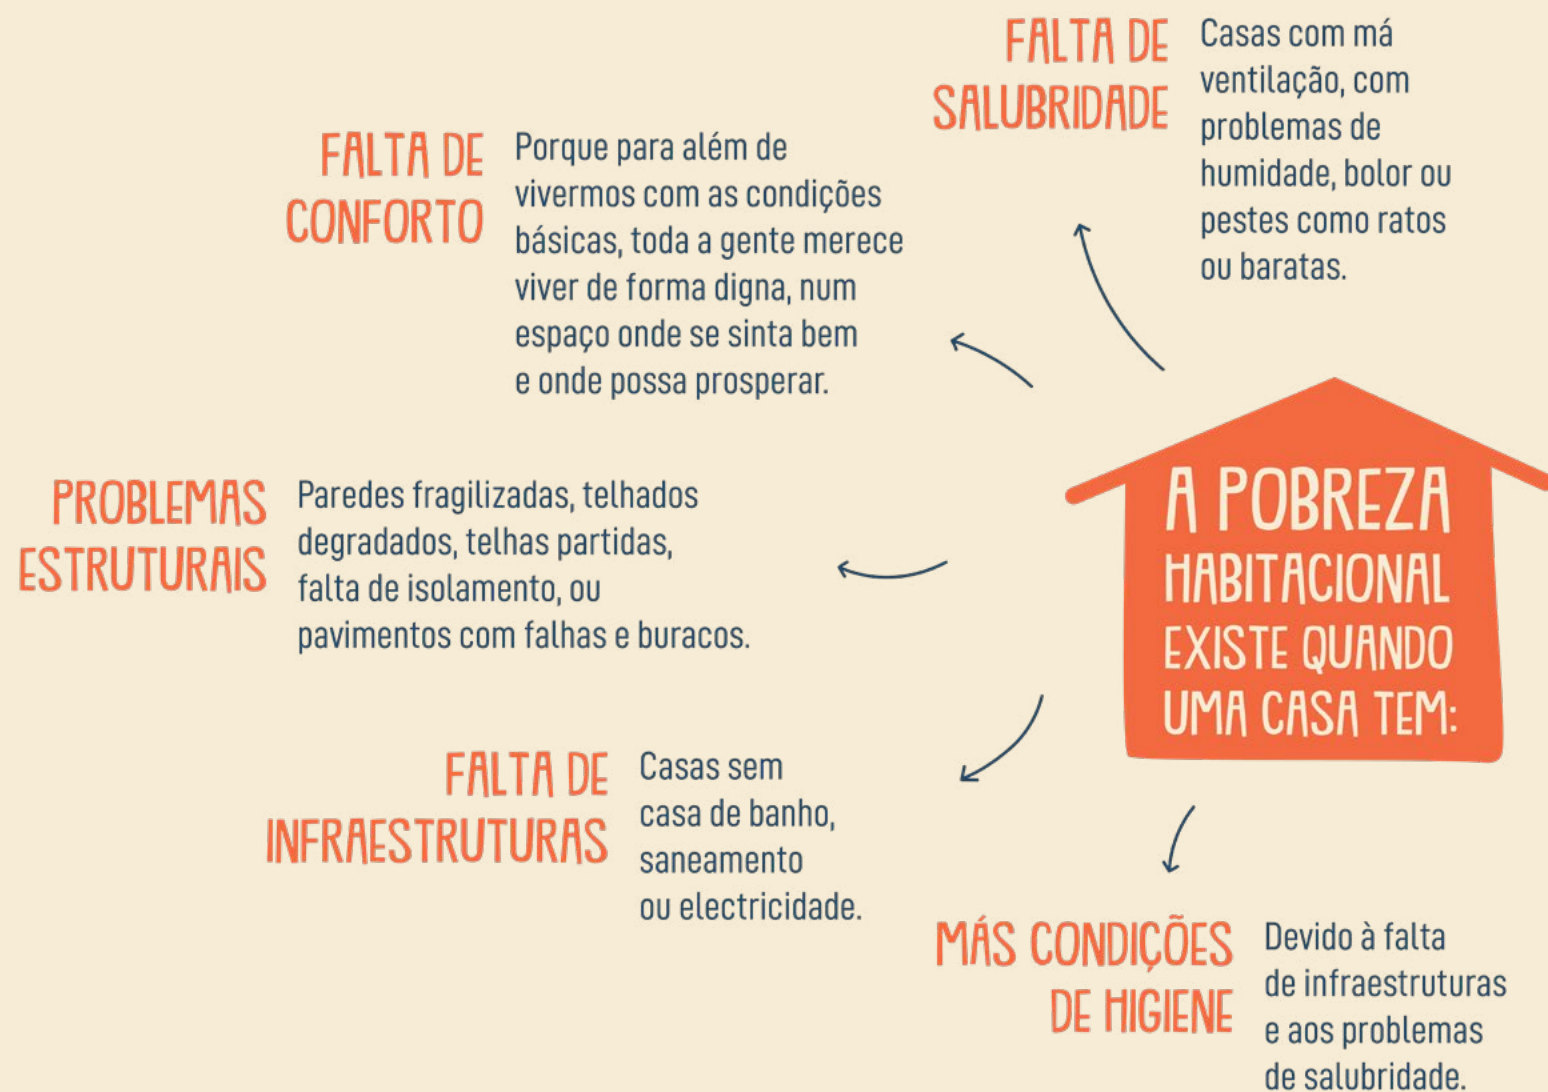 A POBREZA
HABITACIONAL
EXISTE QUANDO
UMA CASA TEM:
FALTA DE
SALUBRIDADE
Casas com má
ventilação, com
problemas de
humidade, bolor ou
pestes como ratos
ou baratas.
FALTA DE
CONFORTO
Porque para além de
vivermos com as condições
básicas, toda a gente merece
viver de forma digna, num
espaço onde se sinta bem
e onde possa prosperar.
PROBLEMAS
ESTRUTURAIS
Paredes fragilizadas, telhados
degradados, telhas partidas,
falta de isolamento, ou
pavimentos com falhas e buracos.
FALTA DE
INFRAESTRUTURAS
Casas sem
casa de banho,
saneamento
ou electricidade.
MÁS CONDIÇÕES
DE HIGIENE
Devido à falta
de infraestruturas
e aos problemas
de salubridade.